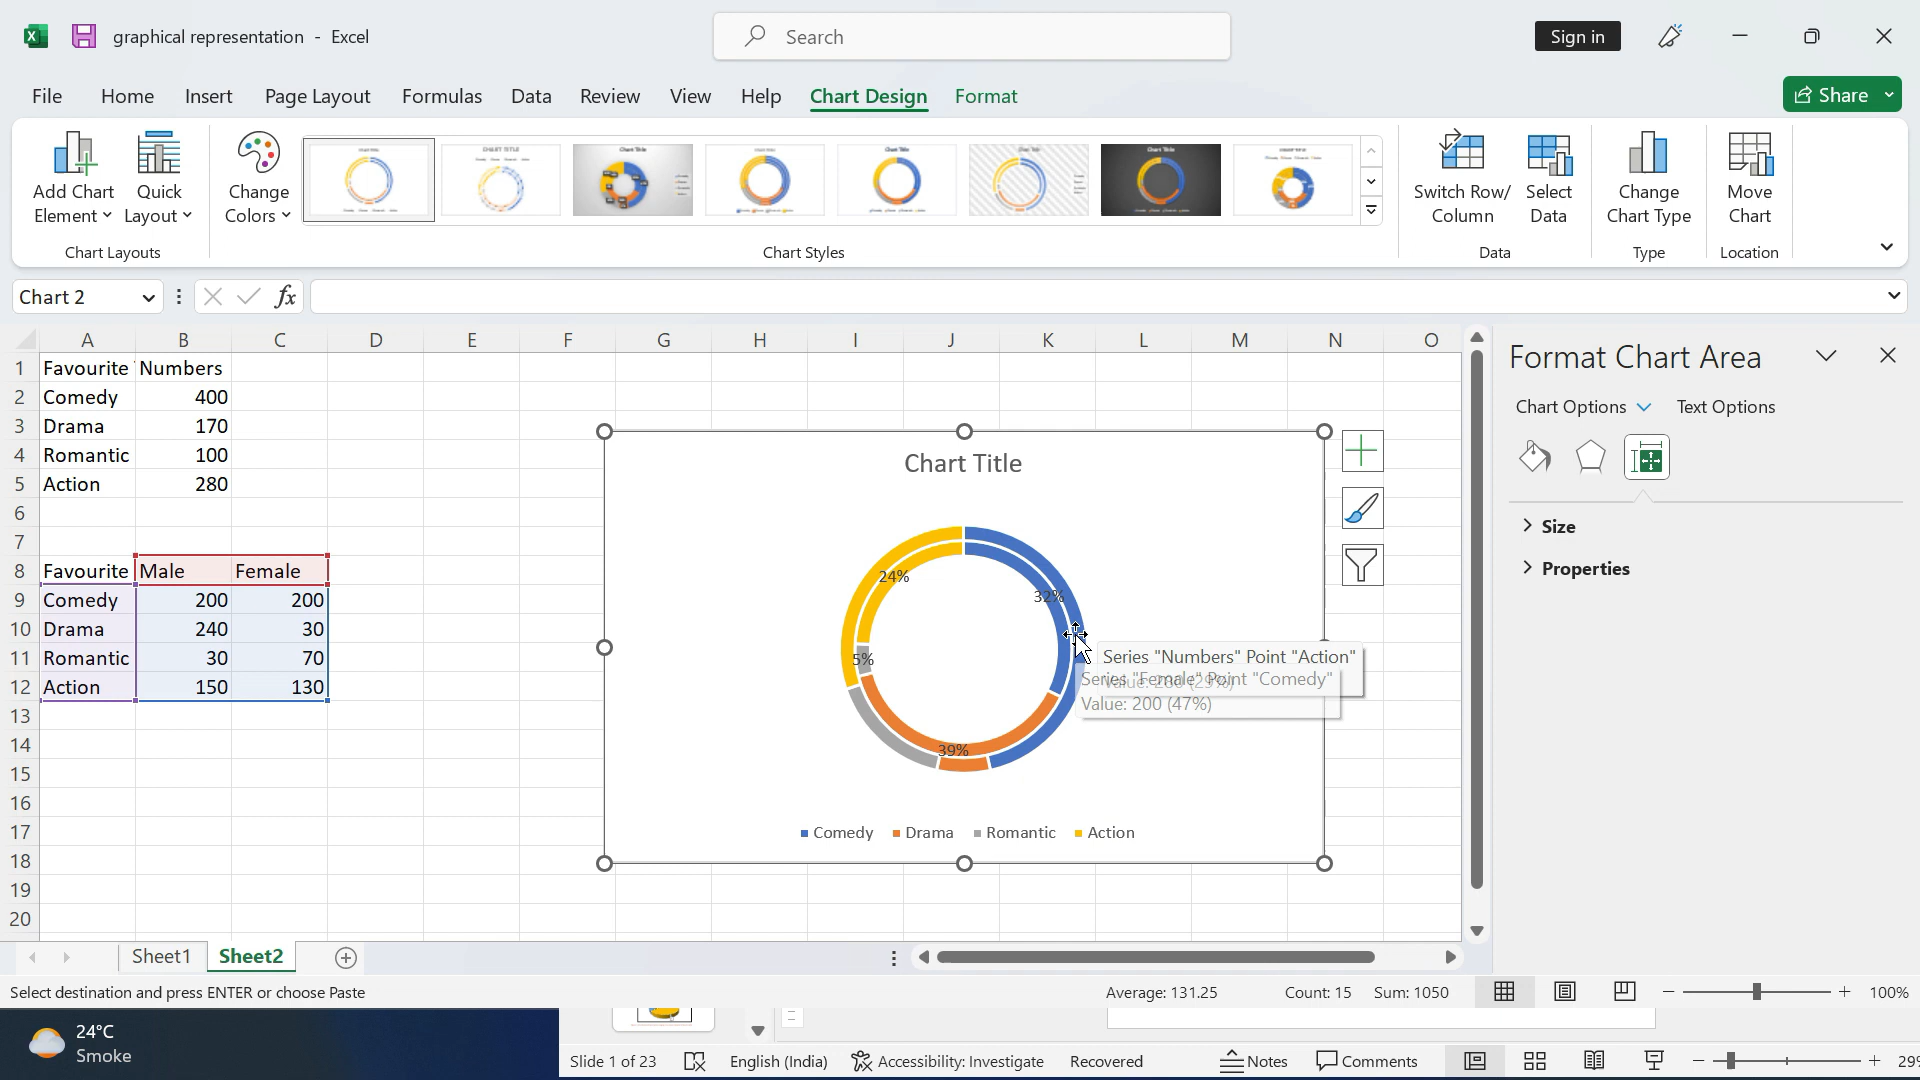 graphical representation - Excel
Search
Sign in
File Home Insert Page Layout Formulas Data Review View Help Chart Design Format
Share
Add Chart Element
Quick Layout
Chart Layouts
Change Colors
Chart Styles
Switch Row/ Column
Select Data
Data
Change Chart Type
Type
Move Chart
Location
Chart 2
fx
A B C D E F G H I J K L M N O
1 Favourite Numbers
2 Comedy 400
3 Drama 170
4 Romantic 100
5 Action 280
6
7
8 Favourite Male Female
9 Comedy 200 200
10 Drama 240 30
11 Romantic 30 70
12 Action 150 130
13
14
15
16
17
18
19
20
Chart Title
24%
32%
5%
39%
Series "Numbers" Point "Action"
Series "Female" Point "Comedy"
Value: 200 (47%)
Comedy Drama Romantic Action
Format Chart Area
Chart Options Text Options
Size
Properties
Sheet1 Sheet2
Select destination and press ENTER or choose Paste
Average: 131.25 Count: 15 Sum: 1050
100%
24°C
Smoke
Slide 1 of 23 English (India) Accessibility: Investigate Recovered Notes Comments